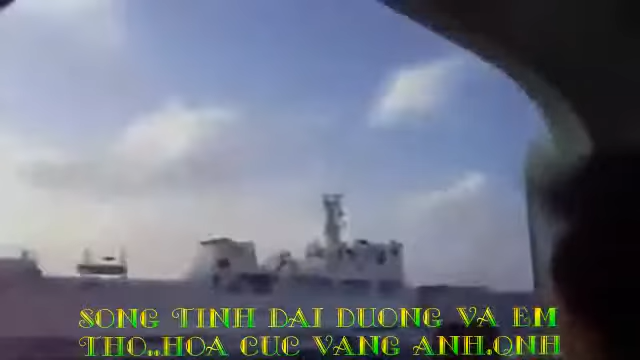 SONG TINH DAI DUONG VA EM
THO..HOA CUC VANG ANH.QNH